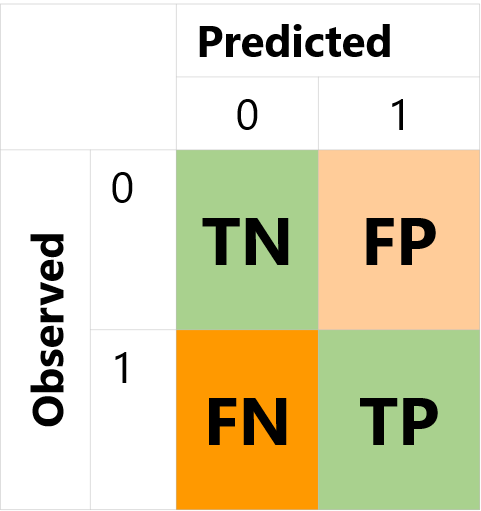 Predicted
0 1
0 TN FP
Observed
1 FN TP